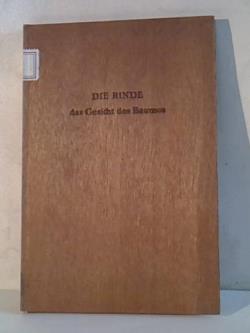 DIE RINDE
das Gesicht des Baumes